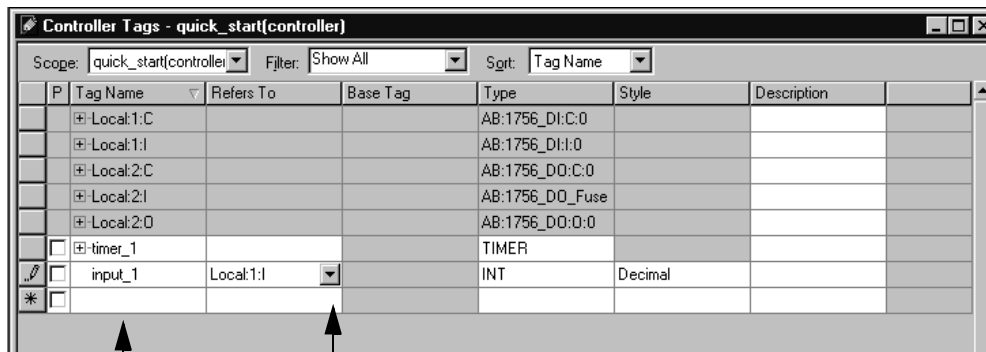 Controller Tags - quick_start(controller)
Scope: quick_start(controller Filter: Show All Sort: Tag Name
P Tag Name Refers To Base Tag Type Style Description
Local:1:C AB:1756_DI:C:0
Local:1:I AB:1756_DI:I:0
Local:2:C AB:1756_DO:C:0
Local:2:I AB:1756_DO_Fuse
Local:2:O AB:1756_DO:O:0
timer_1 TIMER
input_1 Local:1:I INT Decimal